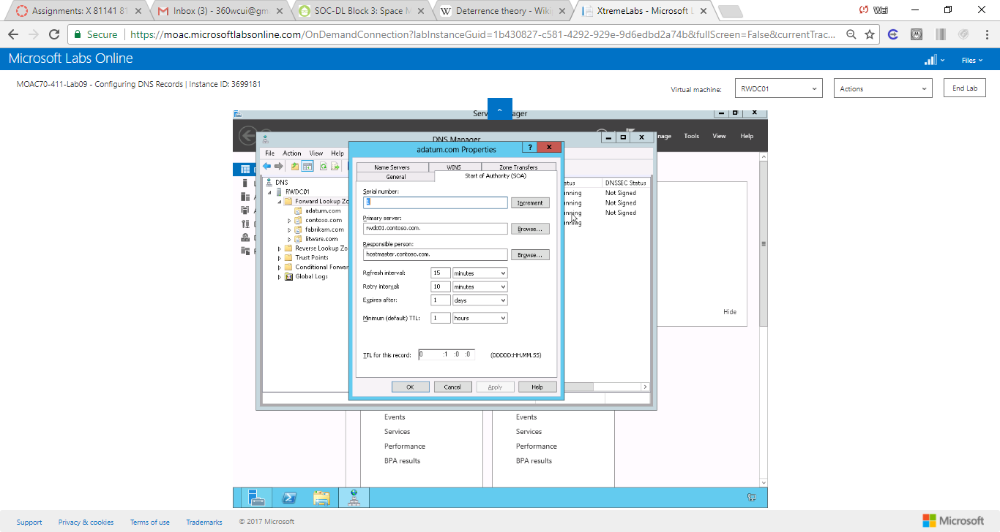 Assignments: X 81141 81
Inbox (3) - 360wcui@gm
SOC-DL Block 3: Space M
Deterrence theory - Wiki
XtremeLabs - Microsoft L
Wei
Secure
https://moac.microsoftlabsonline.com/OnDemandConnection?labInstanceGuid=1b430827-c581-4292-929e-9d6edbd2a74b&fullScreen=False&currentTrac...
Microsoft Labs Online
Files
MOAC70-411-Lab09 - Configuring DNS Records | Instance ID: 3699181
Virtual machine:
RWDC01
Actions
End Lab
Serv ager
nage Tools View Help
DNS Manager
File Action View Help
DNS
RWDC01
Forward Lookup Zo
adatum.com
contoso.com
fabrikam.com
litware.com
Reverse Lookup Zo
Trust Points
Conditional Forwar
Global Logs
adatum.com Properties
Name Servers WINS Zone Transfers
General Start of Authority (SOA)
Serial number:
1 Increment
Primary server:
rwdc01.contoso.com. Browse...
Responsible person:
hostmaster.contoso.com. Browse...
Refresh interval: 15 minutes
Retry interval: 10 minutes
Expires after: 1 days
Minimum (default) TTL: 1 hours
TTL for this record: 0 :1 :0 :0 (DDDDD:HH.MM.SS)
OK Cancel Apply Help
atus DNSSEC Status
nning Not Signed
nning Not Signed
nning Not Signed
nning
Hide
Events
Services
Performance
BPA results
Events
Services
Performance
BPA results
Support Privacy & cookies Terms of use Trademarks © 2017 Microsoft
Microsoft